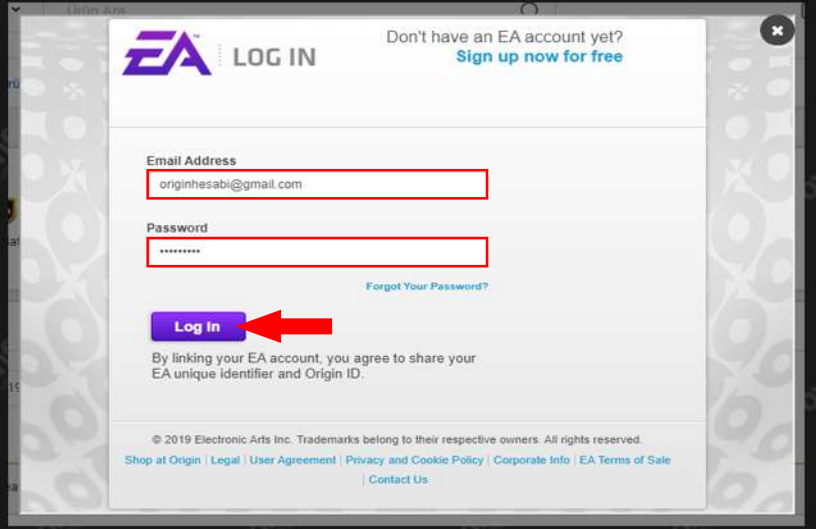 Ürün Ara
EA LOG IN
Don't have an EA account yet?
Sign up now for free
Email Address
originhesabi@gmail.com
Password
•••••••••
Forgot Your Password?
Log In
By linking your EA account, you agree to share your
EA unique identifier and Origin ID.
© 2019 Electronic Arts Inc. Trademarks belong to their respective owners. All rights reserved.
Shop at Origin | Legal | User Agreement | Privacy and Cookie Policy | Corporate Info | EA Terms of Sale
| Contact Us